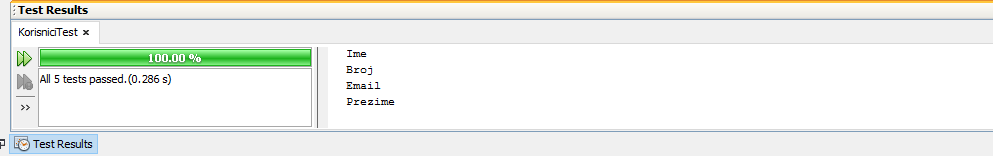 Test Results
KorisniciTest
100.00 %
All 5 tests passed.(0.286 s)
>>
Ime
Broj
Email
Prezime
Test Results